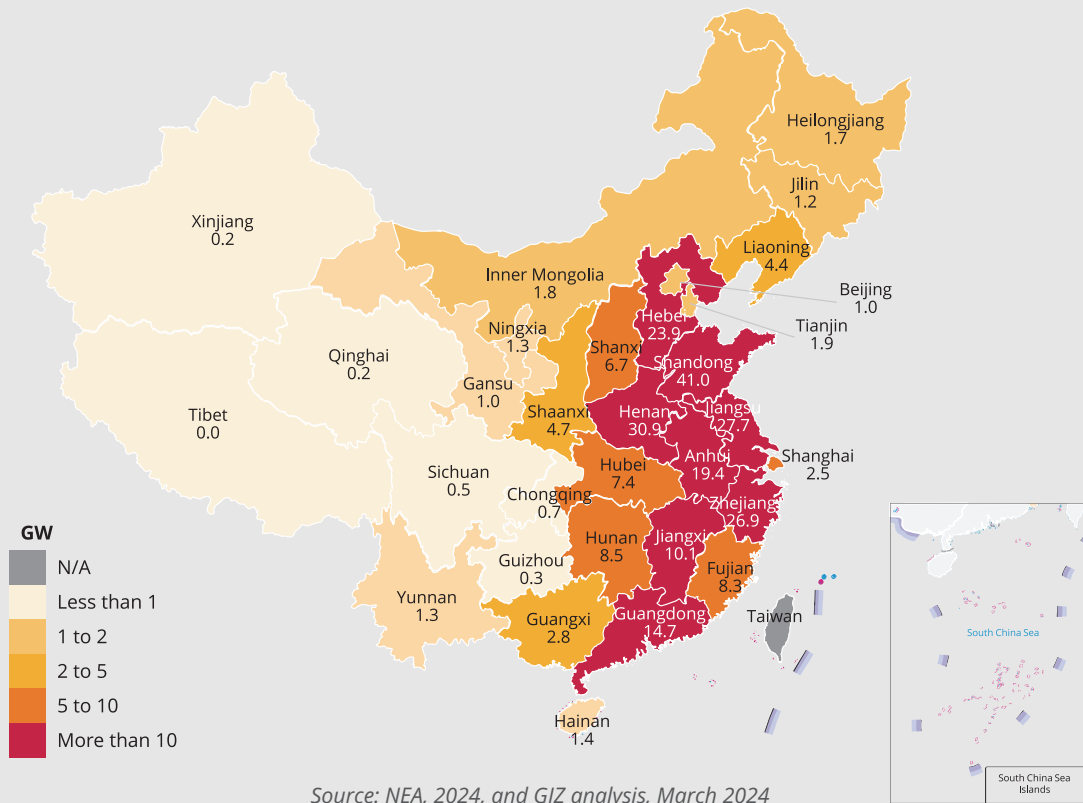 Heilongjiang
1.7
Jilin
1.2
Xinjiang
0.2
Liaoning
4.4
Inner Mongolia
1.8
Beijing
1.0
Hebei
23.9
Tianjin
1.9
Ningxia
1.3
Shanxi
6.7
Qinghai
0.2
Shandong
41.0
Gansu
1.0
Tibet
0.0
Shaanxi
4.7
Henan
30.9
Jiangsu
27.7
Anhui
19.4
Shanghai
2.5
Hubei
7.4
Sichuan
0.5
Chongqing
0.7
Zhejiang
26.9
Hunan
8.5
Jiangxi
10.1
Guizhou
0.3
Fujian
8.3
Yunnan
1.3
Guangxi
2.8
Guangdong
14.7
Taiwan
Hainan
1.4
GW
N/A
Less than 1
1 to 2
2 to 5
5 to 10
More than 10
South China Sea
South China Sea
Islands
Source: NEA, 2024, and GIZ analysis, March 2024